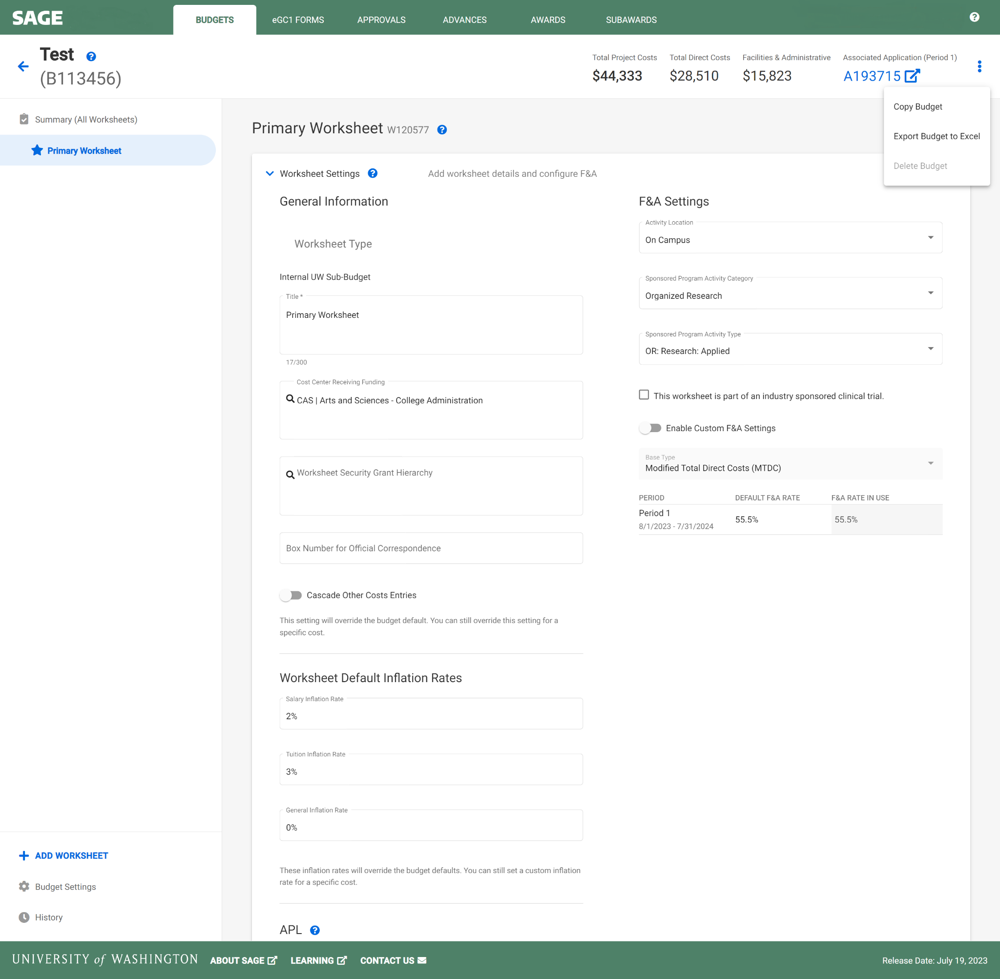 SAGE
BUDGETS
eGC1 FORMS
APPROVALS
ADVANCES
AWARDS
SUBAWARDS
Test
(B113456)
Total Project Costs
$44,333
Total Direct Costs
$28,510
Facilities & Administrative
$15,823
Associated Application (Period 1)
A193715
Copy Budget
Export Budget to Excel
Delete Budget
Summary (All Worksheets)
Primary Worksheet
Primary Worksheet W120577
Worksheet Settings
Add worksheet details and configure F&A
General Information
Worksheet Type
Internal UW Sub-Budget
Title *
Primary Worksheet
17/300
Cost Center Receiving Funding
CAS | Arts and Sciences - College Administration
Worksheet Security Grant Hierarchy
Box Number for Official Correspondence
Cascade Other Costs Entries
This setting will override the budget default. You can still override this setting for a
specific cost.
Worksheet Default Inflation Rates
Salary Inflation Rate
2%
Tuition Inflation Rate
3%
General Inflation Rate
0%
These inflation rates will override the budget defaults. You can still set a custom inflation
rate for a specific cost.
APL
F&A Settings
Activity Location
On Campus
Sponsored Program Activity Category
Organized Research
Sponsored Program Activity Type
OR: Research: Applied
This worksheet is part of an industry sponsored clinical trial.
Enable Custom F&A Settings
Base Type
Modified Total Direct Costs (MTDC)
PERIOD DEFAULT F&A RATE F&A RATE IN USE
Period 1
8/1/2023 - 7/31/2024
55.5%
55.5%
ADD WORKSHEET
Budget Settings
History
UNIVERSITY of WASHINGTON
ABOUT SAGE
LEARNING
CONTACT US
Release Date: July 19, 2023